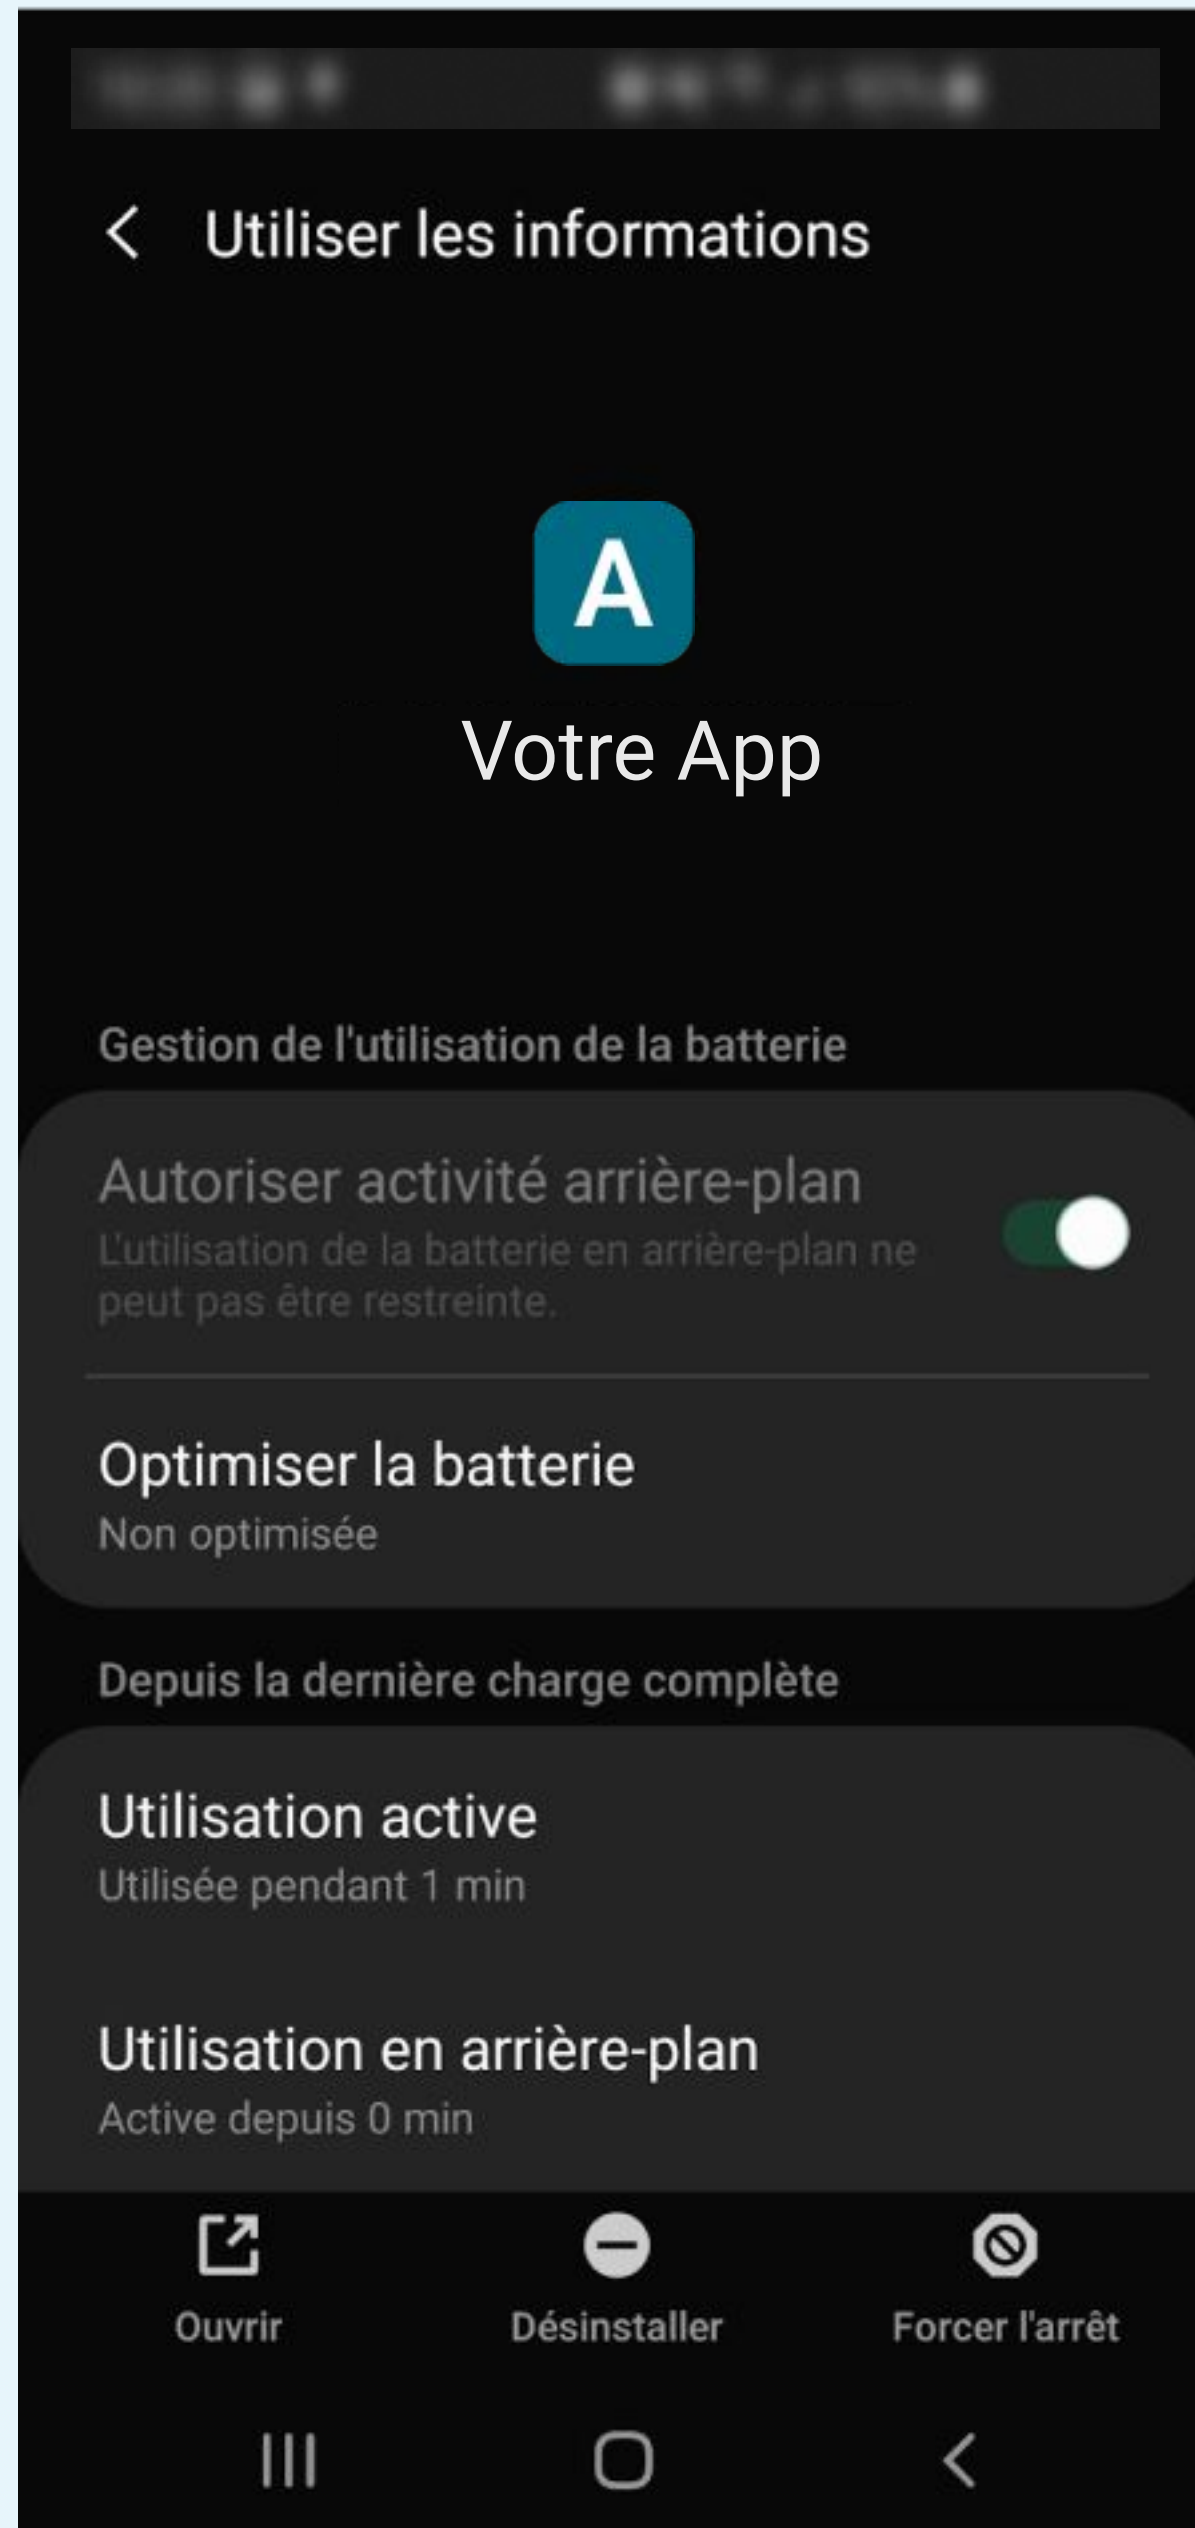 Utiliser les informations
A
Votre App
Gestion de l'utilisation de la batterie
Autoriser activité arrière-plan
L'utilisation de la batterie en arrière-plan ne
peut pas être restreinte.
Optimiser la batterie
Non optimisée
Depuis la dernière charge complète
Utilisation active
Utilisée pendant 1 min
Utilisation en arrière-plan
Active depuis 0 min
Ouvrir
Désinstaller
Forcer l'arrêt